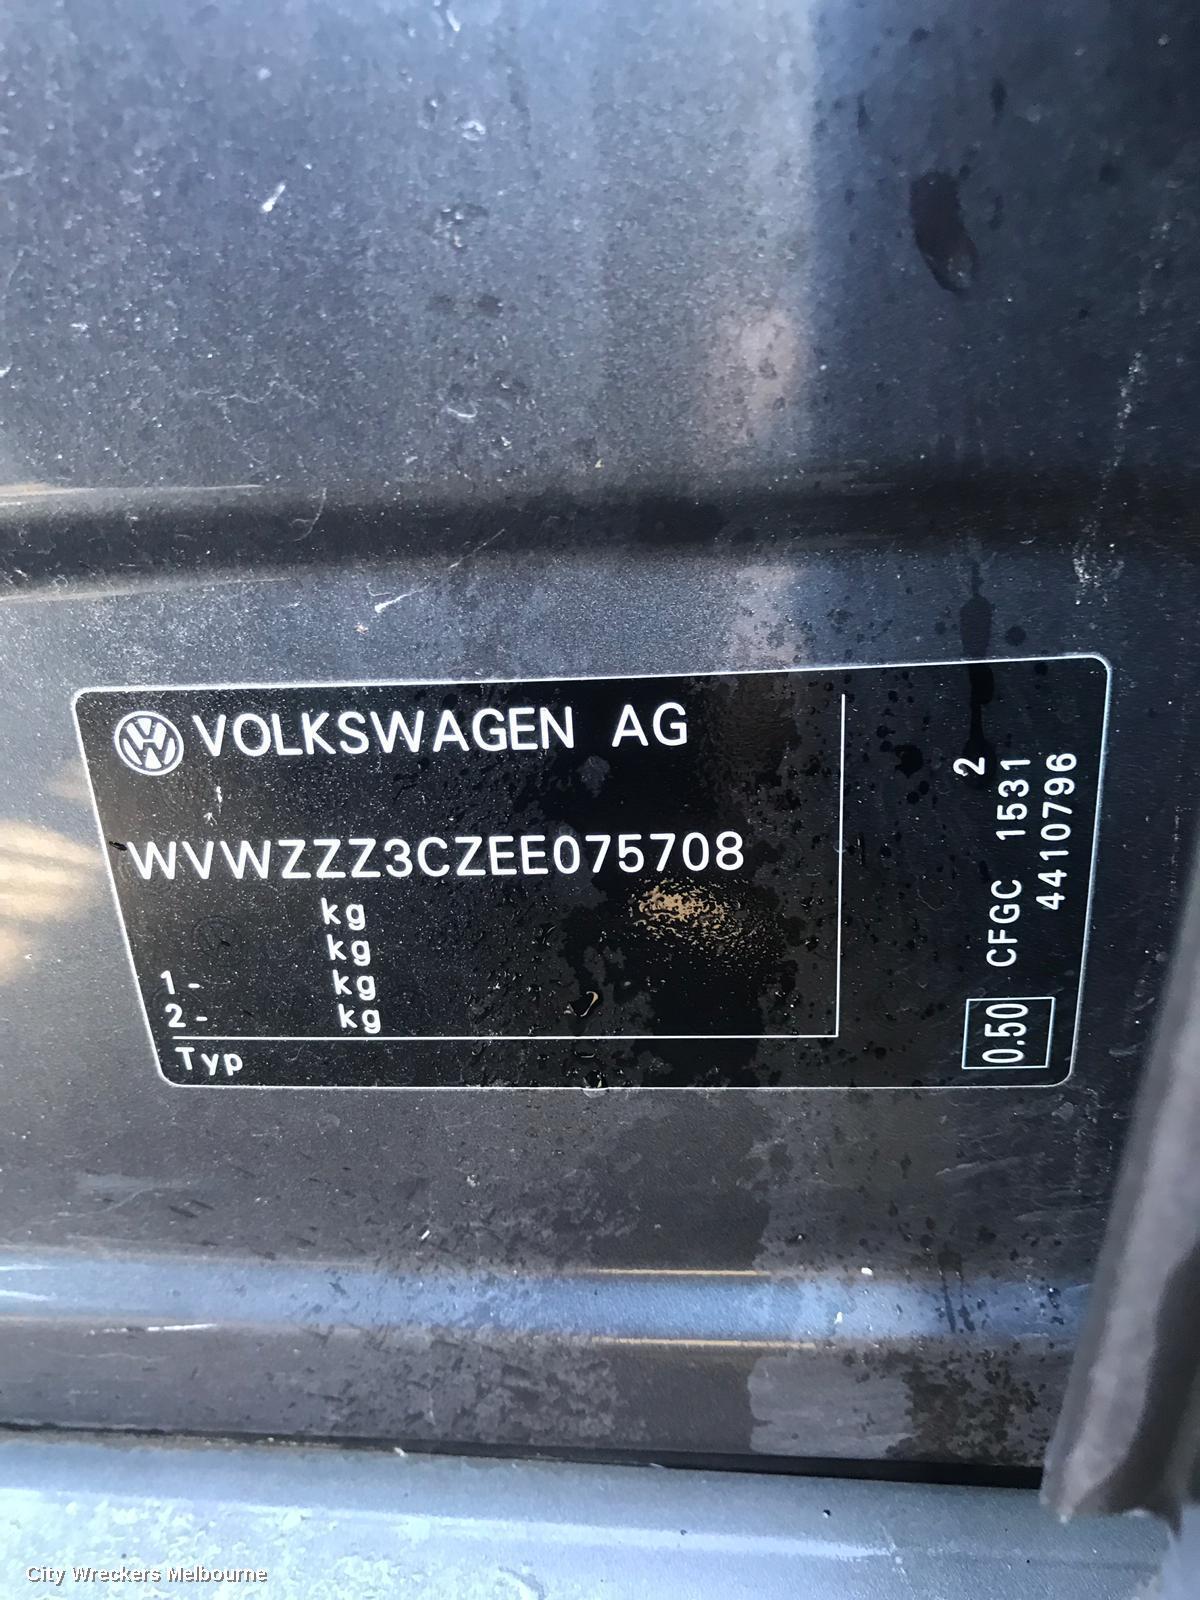 VOLKSWAGEN AG
WVWZZZ3CZEE075708
kg
kg
1- kg
2- kg
Typ
2
CFGC 1531
4410796
0.50
City Wreckers Melbourne